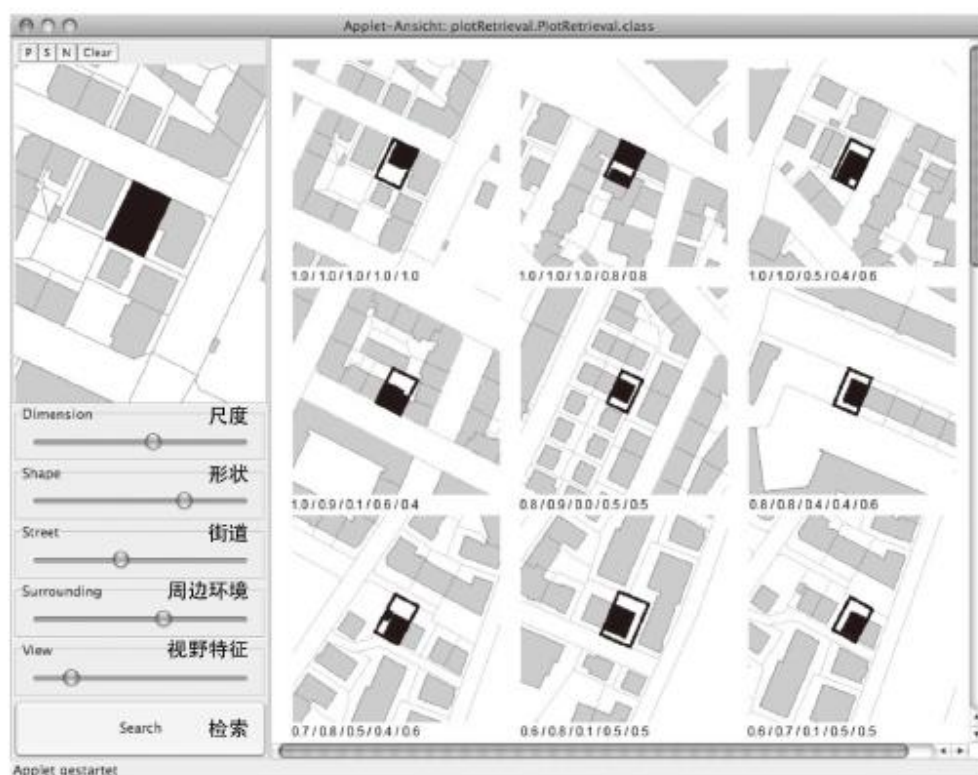 Applet-Ansicht: plotRetrieval.PlotRetrieval.class
P S N Clear
1.0 / 1.0 / 1.0 / 1.0 / 1.0
1.0 / 1.0 / 1.0 / 0.8 / 0.8
1.0 / 1.0 / 0.5 / 0.4 / 0.6
Dimension 尺度
Shape 形状
Street 街道
Surrounding 周边环境
View 视野特征
Search 检索
1.0 / 0.9 / 0.1 / 0.6 / 0.4
0.8 / 0.9 / 0.0 / 0.5 / 0.5
0.8 / 0.8 / 0.4 / 0.4 / 0.6
0.7 / 0.8 / 0.5 / 0.4 / 0.6
0.6 / 0.8 / 0.1 / 0.5 / 0.5
0.6 / 0.7 / 0.1 / 0.5 / 0.5
Applet gestartet